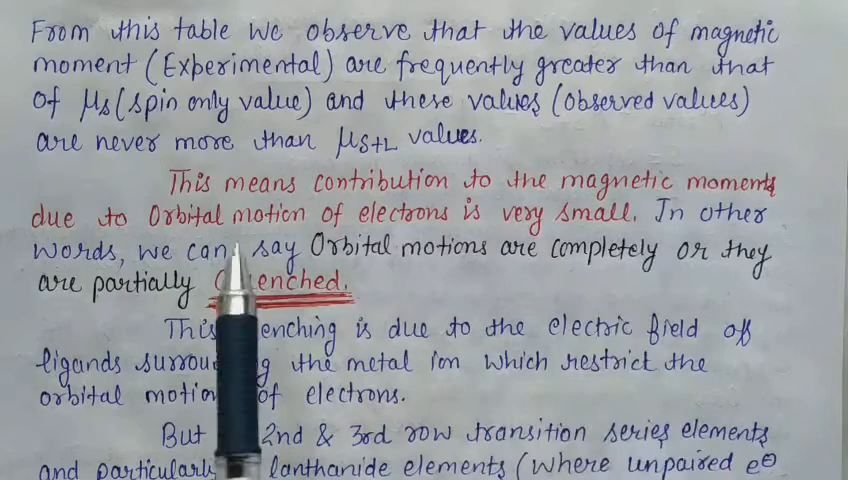 From this table we observe that the values of magnetic
moment (Experimental) are frequently greater than that
of μs (spin only value) and these values (observed values)
are never more than μS+L values.
This means contribution to the magnetic moments
due to Orbital motion of electrons is very small. In other
words, we can say Orbital motions are completely or they
are partially enched.
This enching is due to the electric field of
ligands surrou g the metal ion which restrict the
orbital motio of electrons.
But 2nd & 3rd row transition series elements
and particularl lanthanide elements (where unpaired e⊖